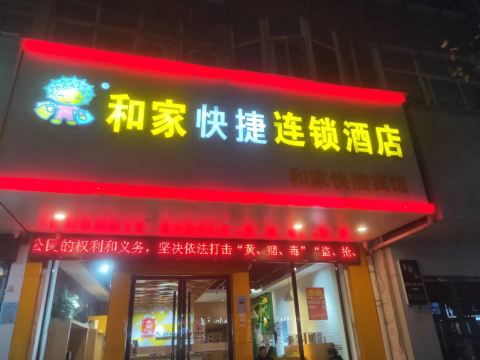 和家快捷连锁酒店
和家快捷宾馆
公民的权利和义务，坚决依法打击“黄、赌、毒”“盗、抢、